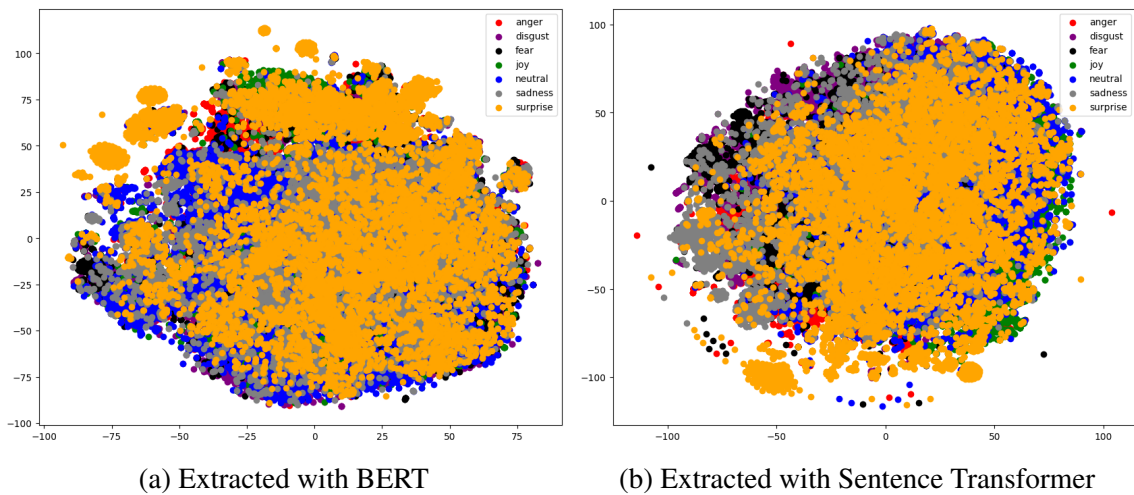 anger
disgust
fear
joy
neutral
sadness
surprise
100
75
50
25
0
−25
−50
−75
−100
−100 −75 −50 −25 0 25 50 75
(a) Extracted with BERT
anger
disgust
fear
joy
neutral
sadness
surprise
100
50
0
−50
−100
−100 −50 0 50 100
(b) Extracted with Sentence Transformer